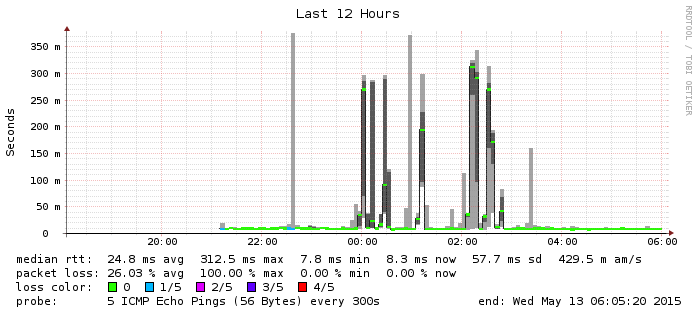 Last 12 Hours
RRDTOOL / TOBI OETIKER
Seconds
350 m
300 m
250 m
200 m
150 m
100 m
50 m
0
20:00 22:00 00:00 02:00 04:00 06:00
median rtt: 24.8 ms avg 312.5 ms max 7.8 ms min 8.3 ms now 57.7 ms sd 429.5 m am/s
packet loss: 26.03 % avg 100.00 % max 0.00 % min 0.00 % now
loss color: 0 1/5 2/5 3/5 4/5
probe: 5 ICMP Echo Pings (56 Bytes) every 300s end: Wed May 13 06:05:20 2015